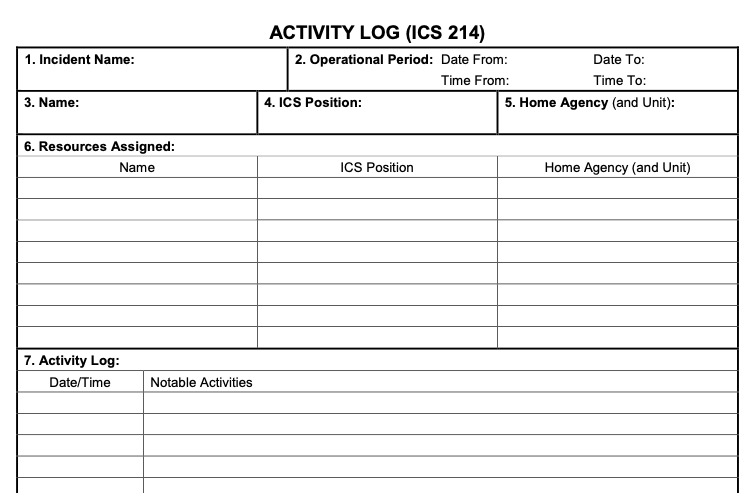 ACTIVITY LOG (ICS 214)
1. Incident Name:
2. Operational Period: Date From: Date To:
Time From: Time To:
3. Name:
4. ICS Position:
5. Home Agency (and Unit):
6. Resources Assigned:
Name ICS Position Home Agency (and Unit)
7. Activity Log:
Date/Time Notable Activities